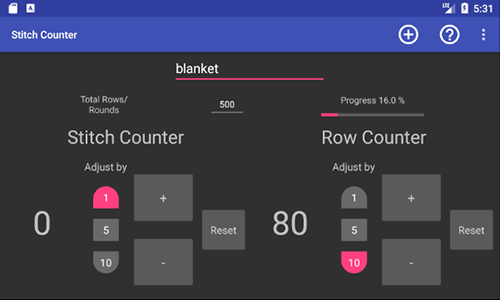 A
LTE
5:31
Stitch Counter
blanket
Total Rows/
Rounds
500
Progress 16.0 %
Stitch Counter
Row Counter
Adjust by
Adjust by
0
1
5
10
+
-
Reset
80
1
5
10
+
-
Reset